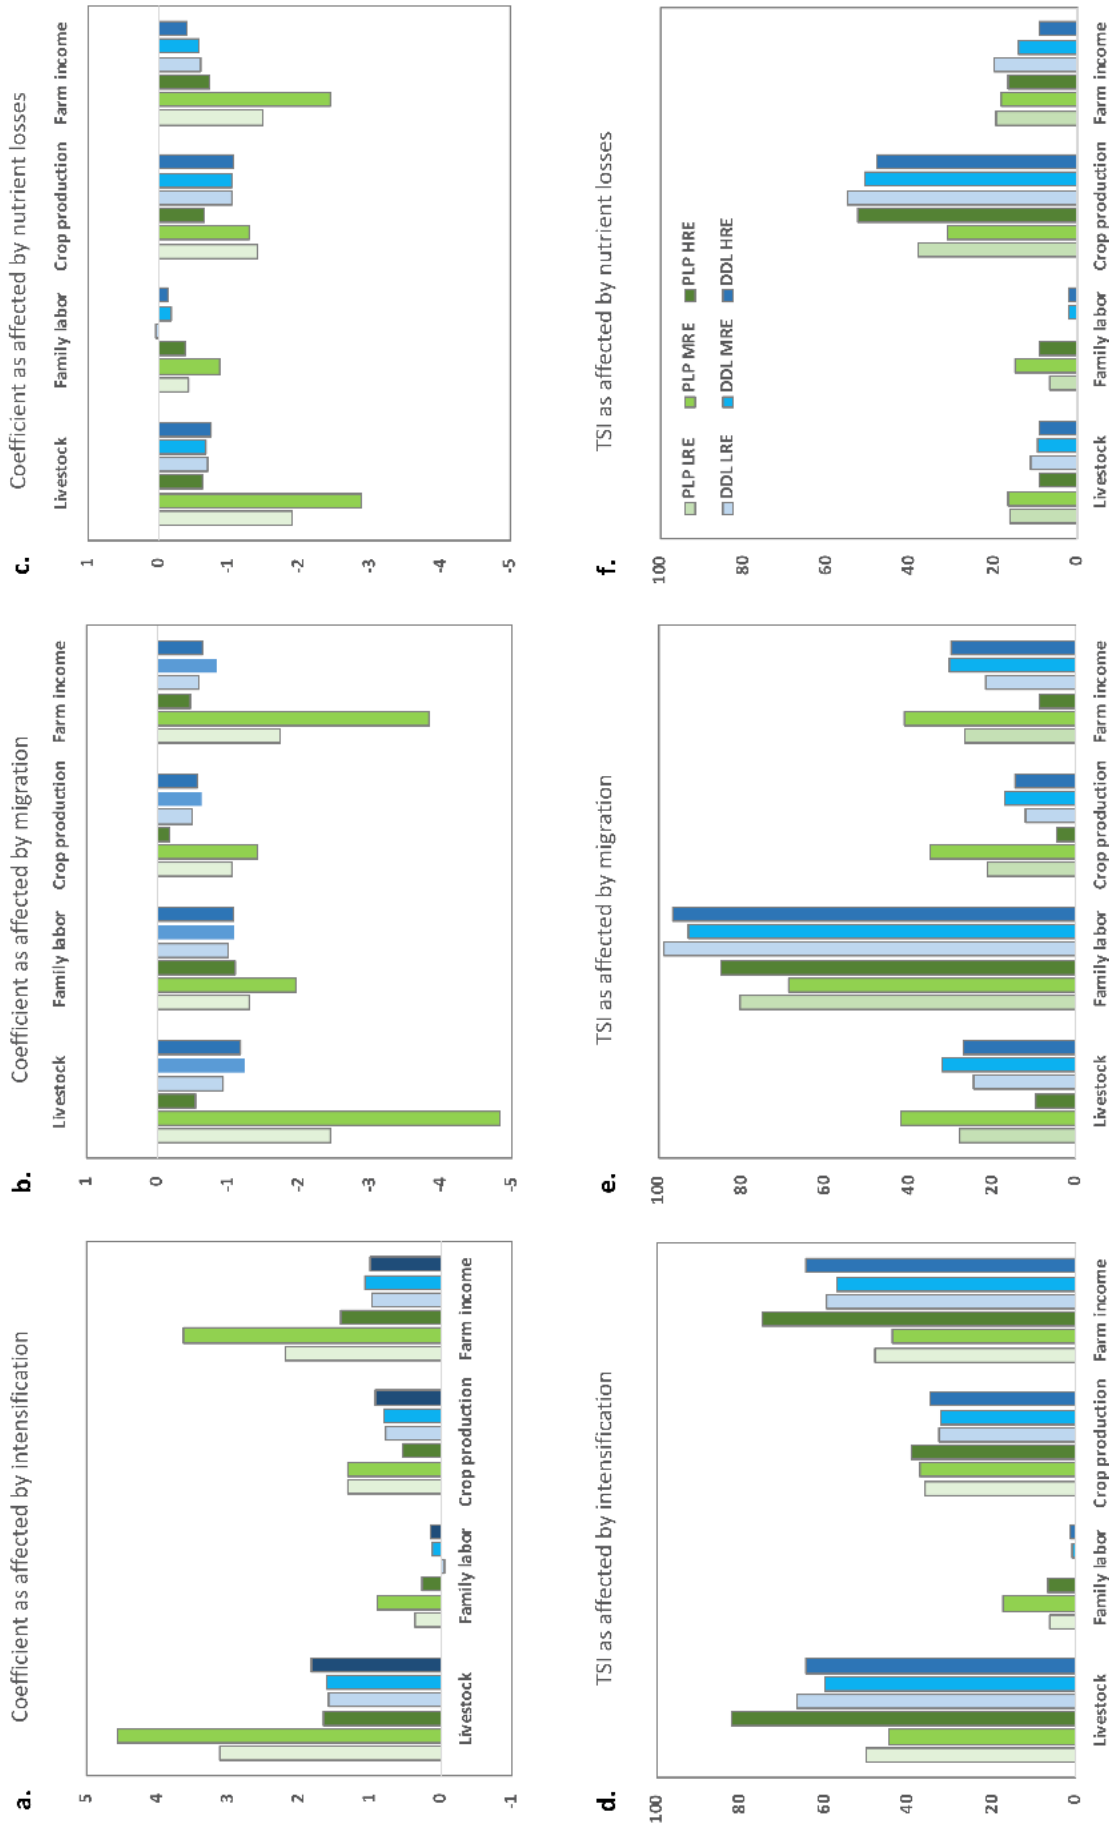 a.
Coefficient as affected by intensification
5
4
3
2
1
0
-1
Livestock Family labor Crop production Farm income
b.
Coefficient as affected by migration
1
0
-1
-2
-3
-4
-5
Livestock Family labor Crop production Farm income
c.
Coefficient as affected by nutrient losses
1
0
-1
-2
-3
-4
-5
Livestock Family labor Crop production Farm income
d.
TSI as affected by intensification
100
80
60
40
20
0
Livestock Family labor Crop production Farm income
e.
TSI as affected by migration
100
80
60
40
20
0
Livestock Family labor Crop production Farm income
f.
TSI as affected by nutrient losses
100
80
60
40
20
0
PLP LRE PLP MRE PLP HRE
DDL LRE DDL MRE DDL HRE
Livestock Family labor Crop production Farm income